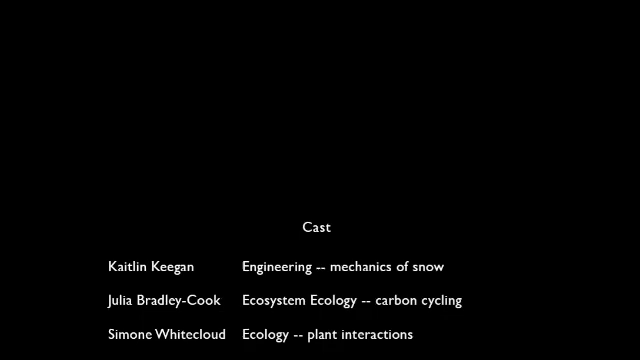 Cast
Kaitlin Keegan Engineering -- mechanics of snow
Julia Bradley-Cook Ecosystem Ecology -- carbon cycling
Simone Whitecloud Ecology -- plant interactions